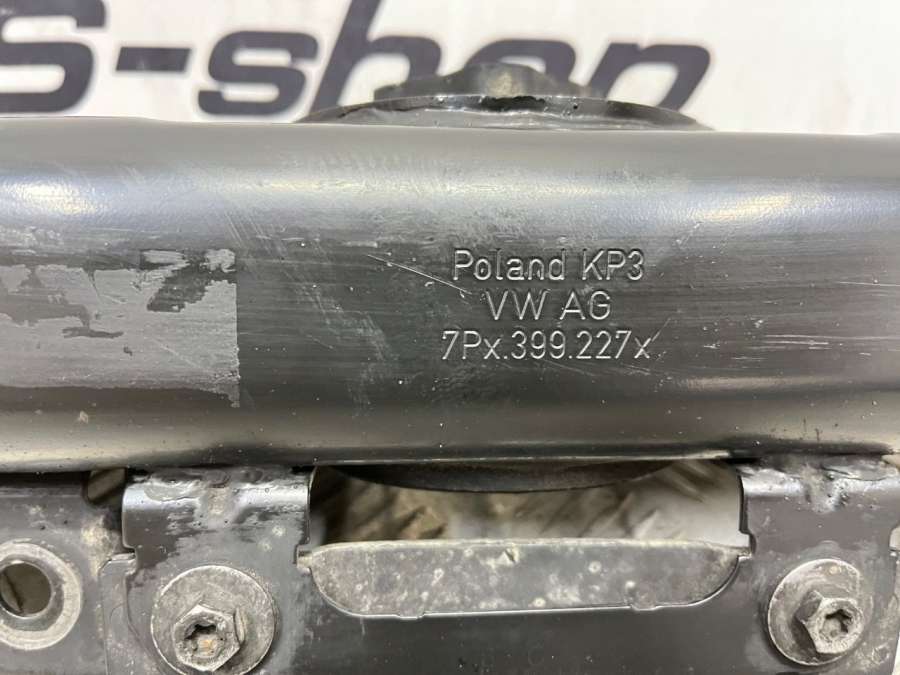 S-shop
Poland KP3
VW AG
7Px.399.227x